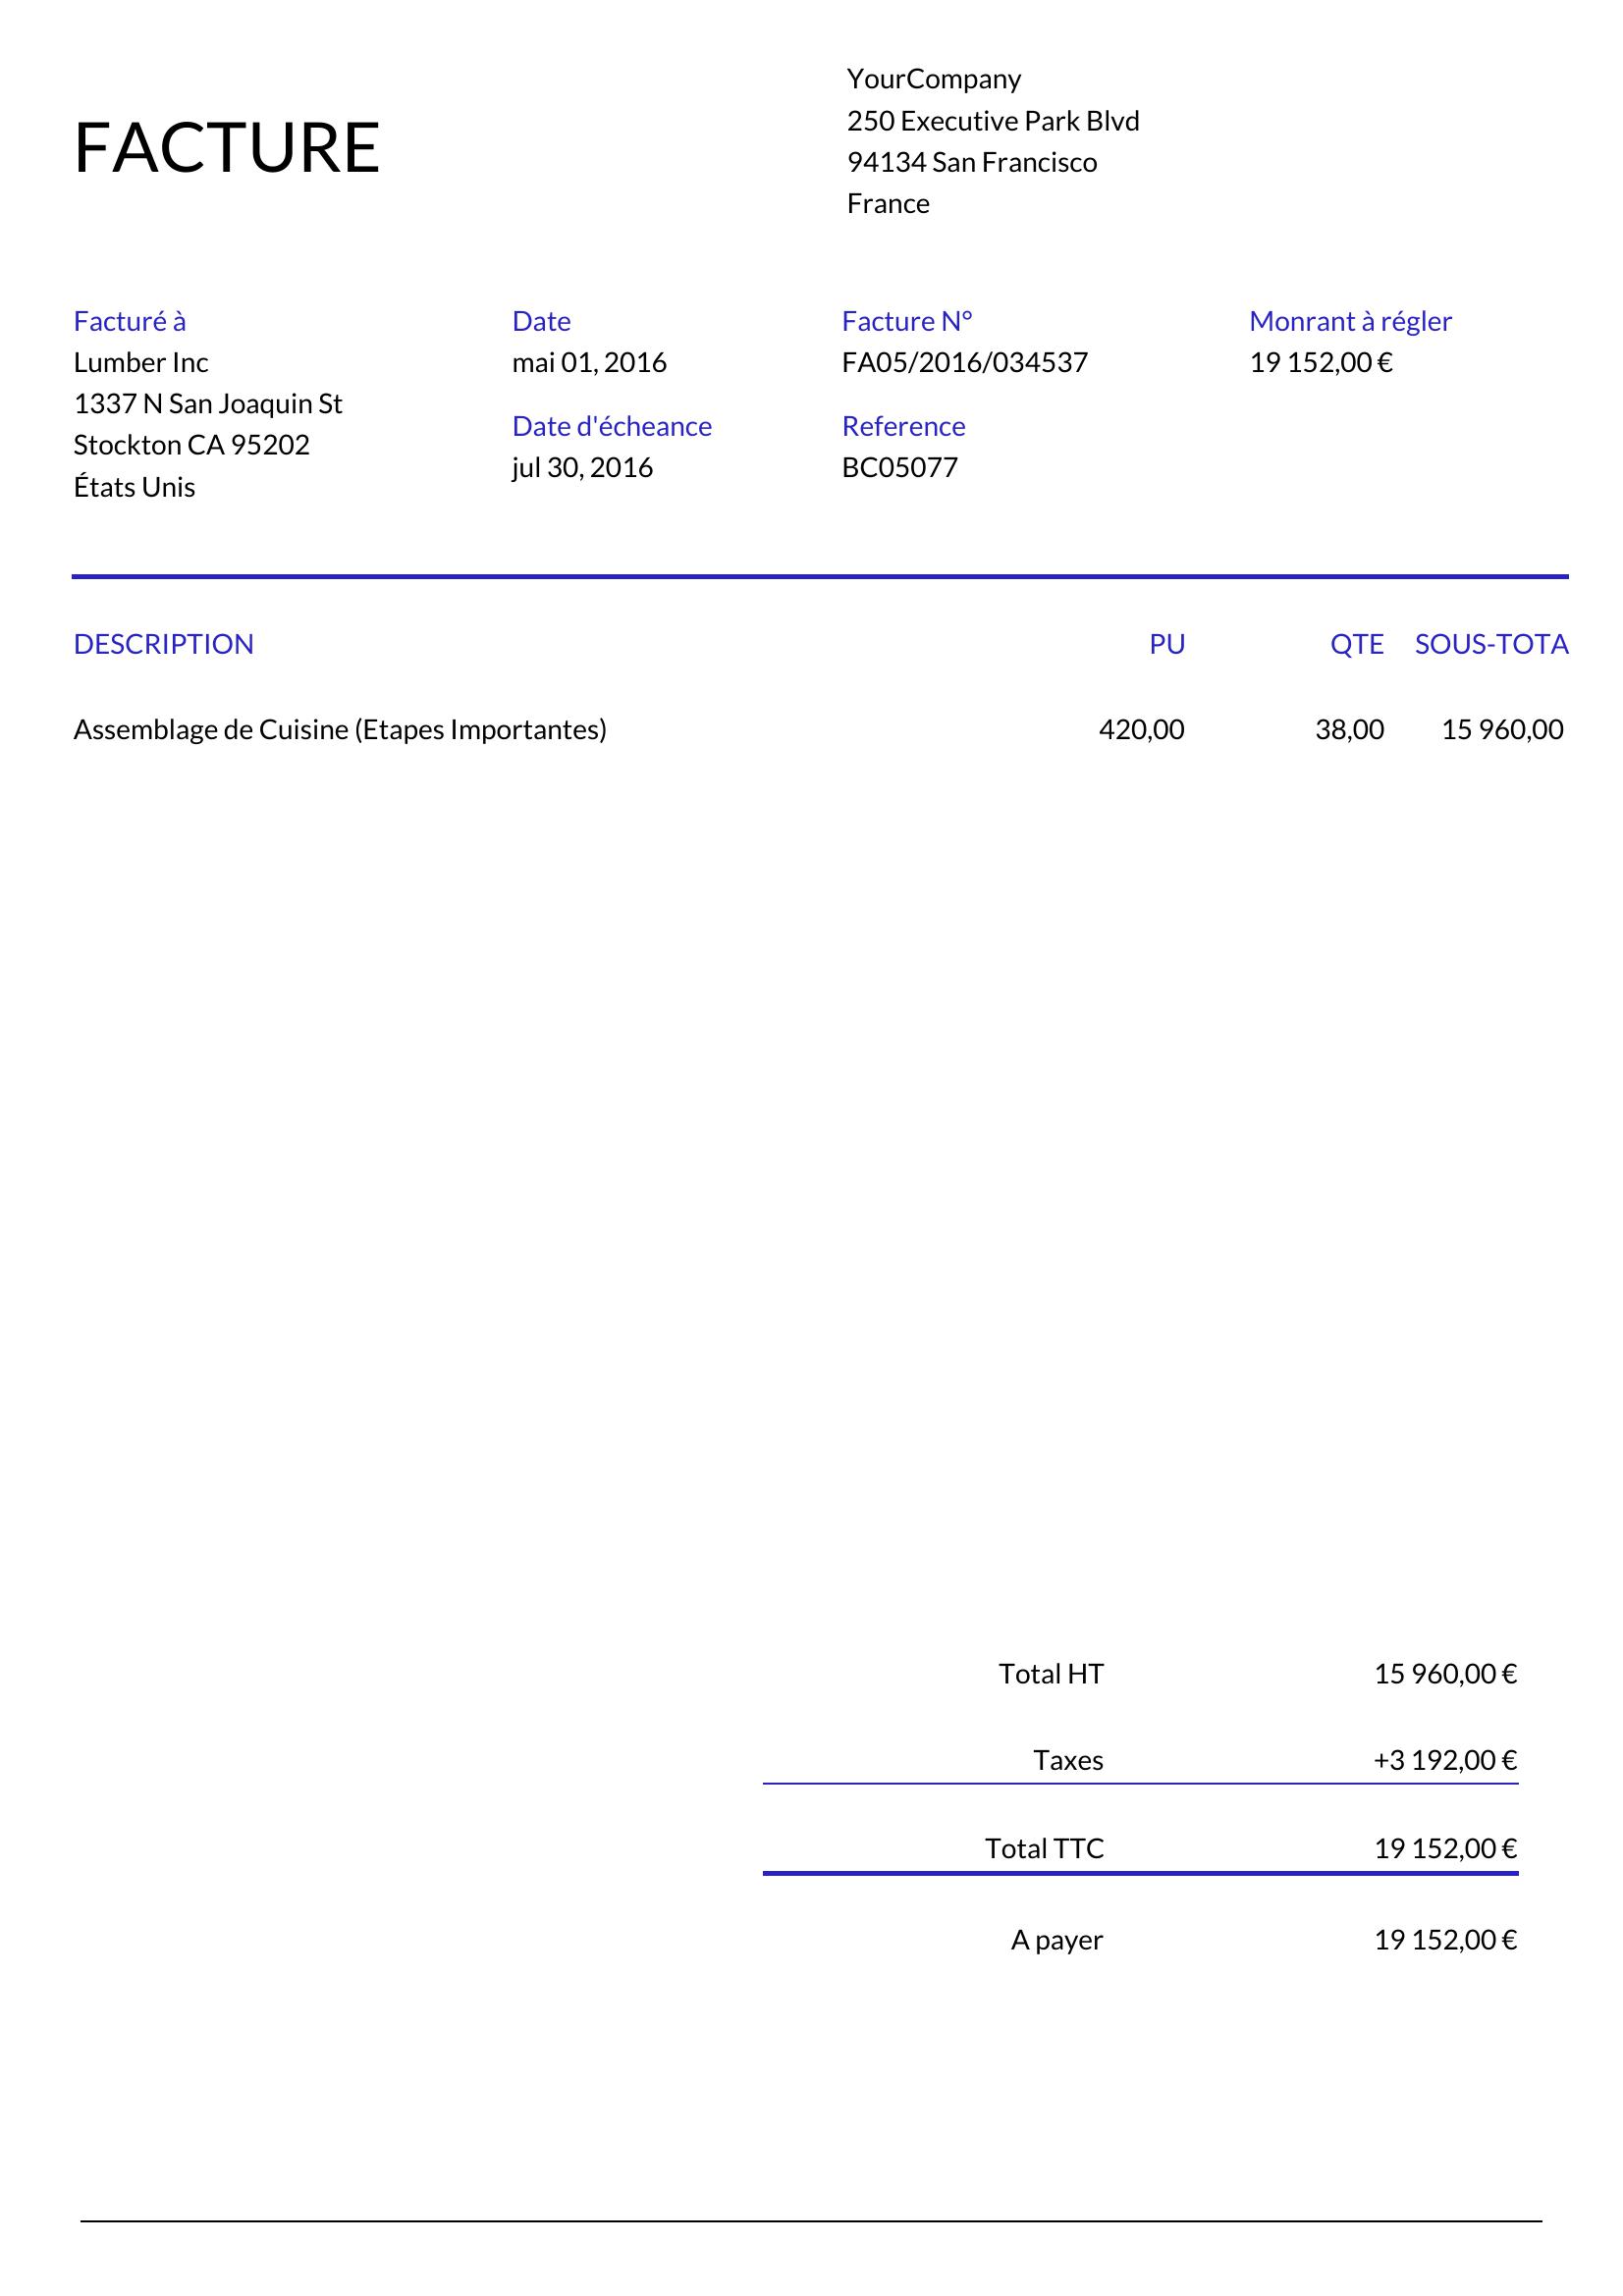 YourCompany
250 Executive Park Blvd
94134 San Francisco
France
FACTURE
Facturé à
Lumber Inc
1337 N San Joaquin St
Stockton CA 95202
États Unis
Date
mai 01, 2016
Date d'écheance
jul 30, 2016
Facture N°
FA05/2016/034537
Reference
BC05077
Monrant à régler
19 152,00 €
DESCRIPTION PU QTE SOUS-TOTA
Assemblage de Cuisine (Etapes Importantes) 420,00 38,00 15 960,00
Total HT 15 960,00 €
Taxes +3 192,00 €
Total TTC 19 152,00 €
A payer 19 152,00 €